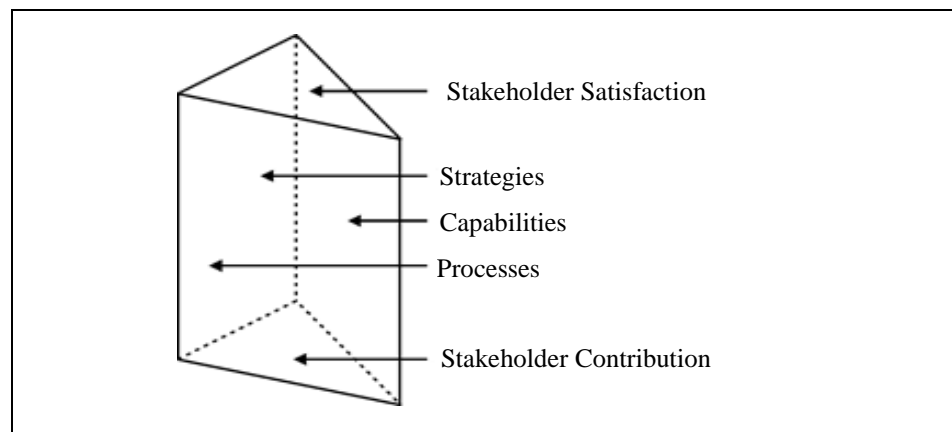 Stakeholder Satisfaction
Strategies
Capabilities
Processes
Stakeholder Contribution